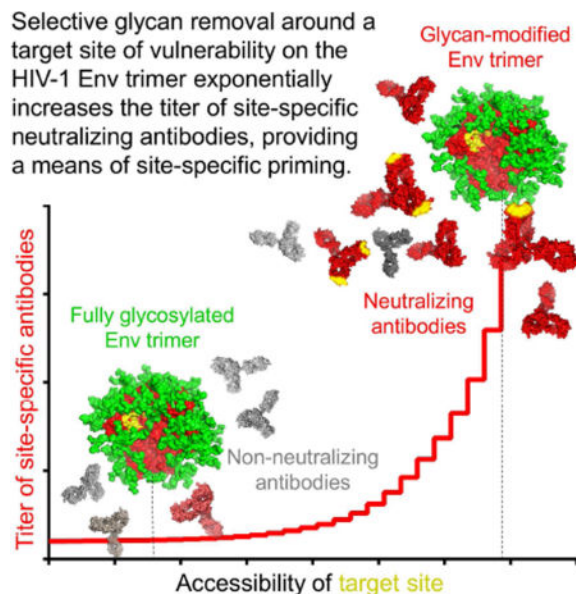 Selective glycan removal around a
target site of vulnerability on the
HIV-1 Env trimer exponentially
increases the titer of site-specific
neutralizing antibodies, providing
a means of site-specific priming.
Glycan-modified
Env trimer
Neutralizing
antibodies
Fully glycosylated
Env trimer
Non-neutralizing
antibodies
Titer of site-specific antibodies
Accessibility of target site